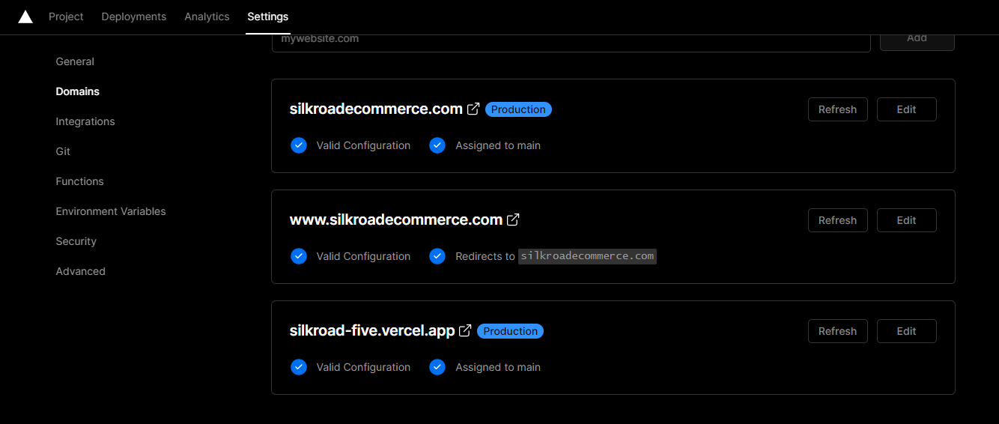 Project Deployments Analytics Settings
mywebsite.com Add
General
Domains
Integrations
Git
Functions
Environment Variables
Security
Advanced
silkroadecommerce.com Production Refresh Edit
Valid Configuration Assigned to main
www.silkroadecommerce.com Refresh Edit
Valid Configuration Redirects to silkroadecommerce.com
silkroad-five.vercel.app Production Refresh Edit
Valid Configuration Assigned to main